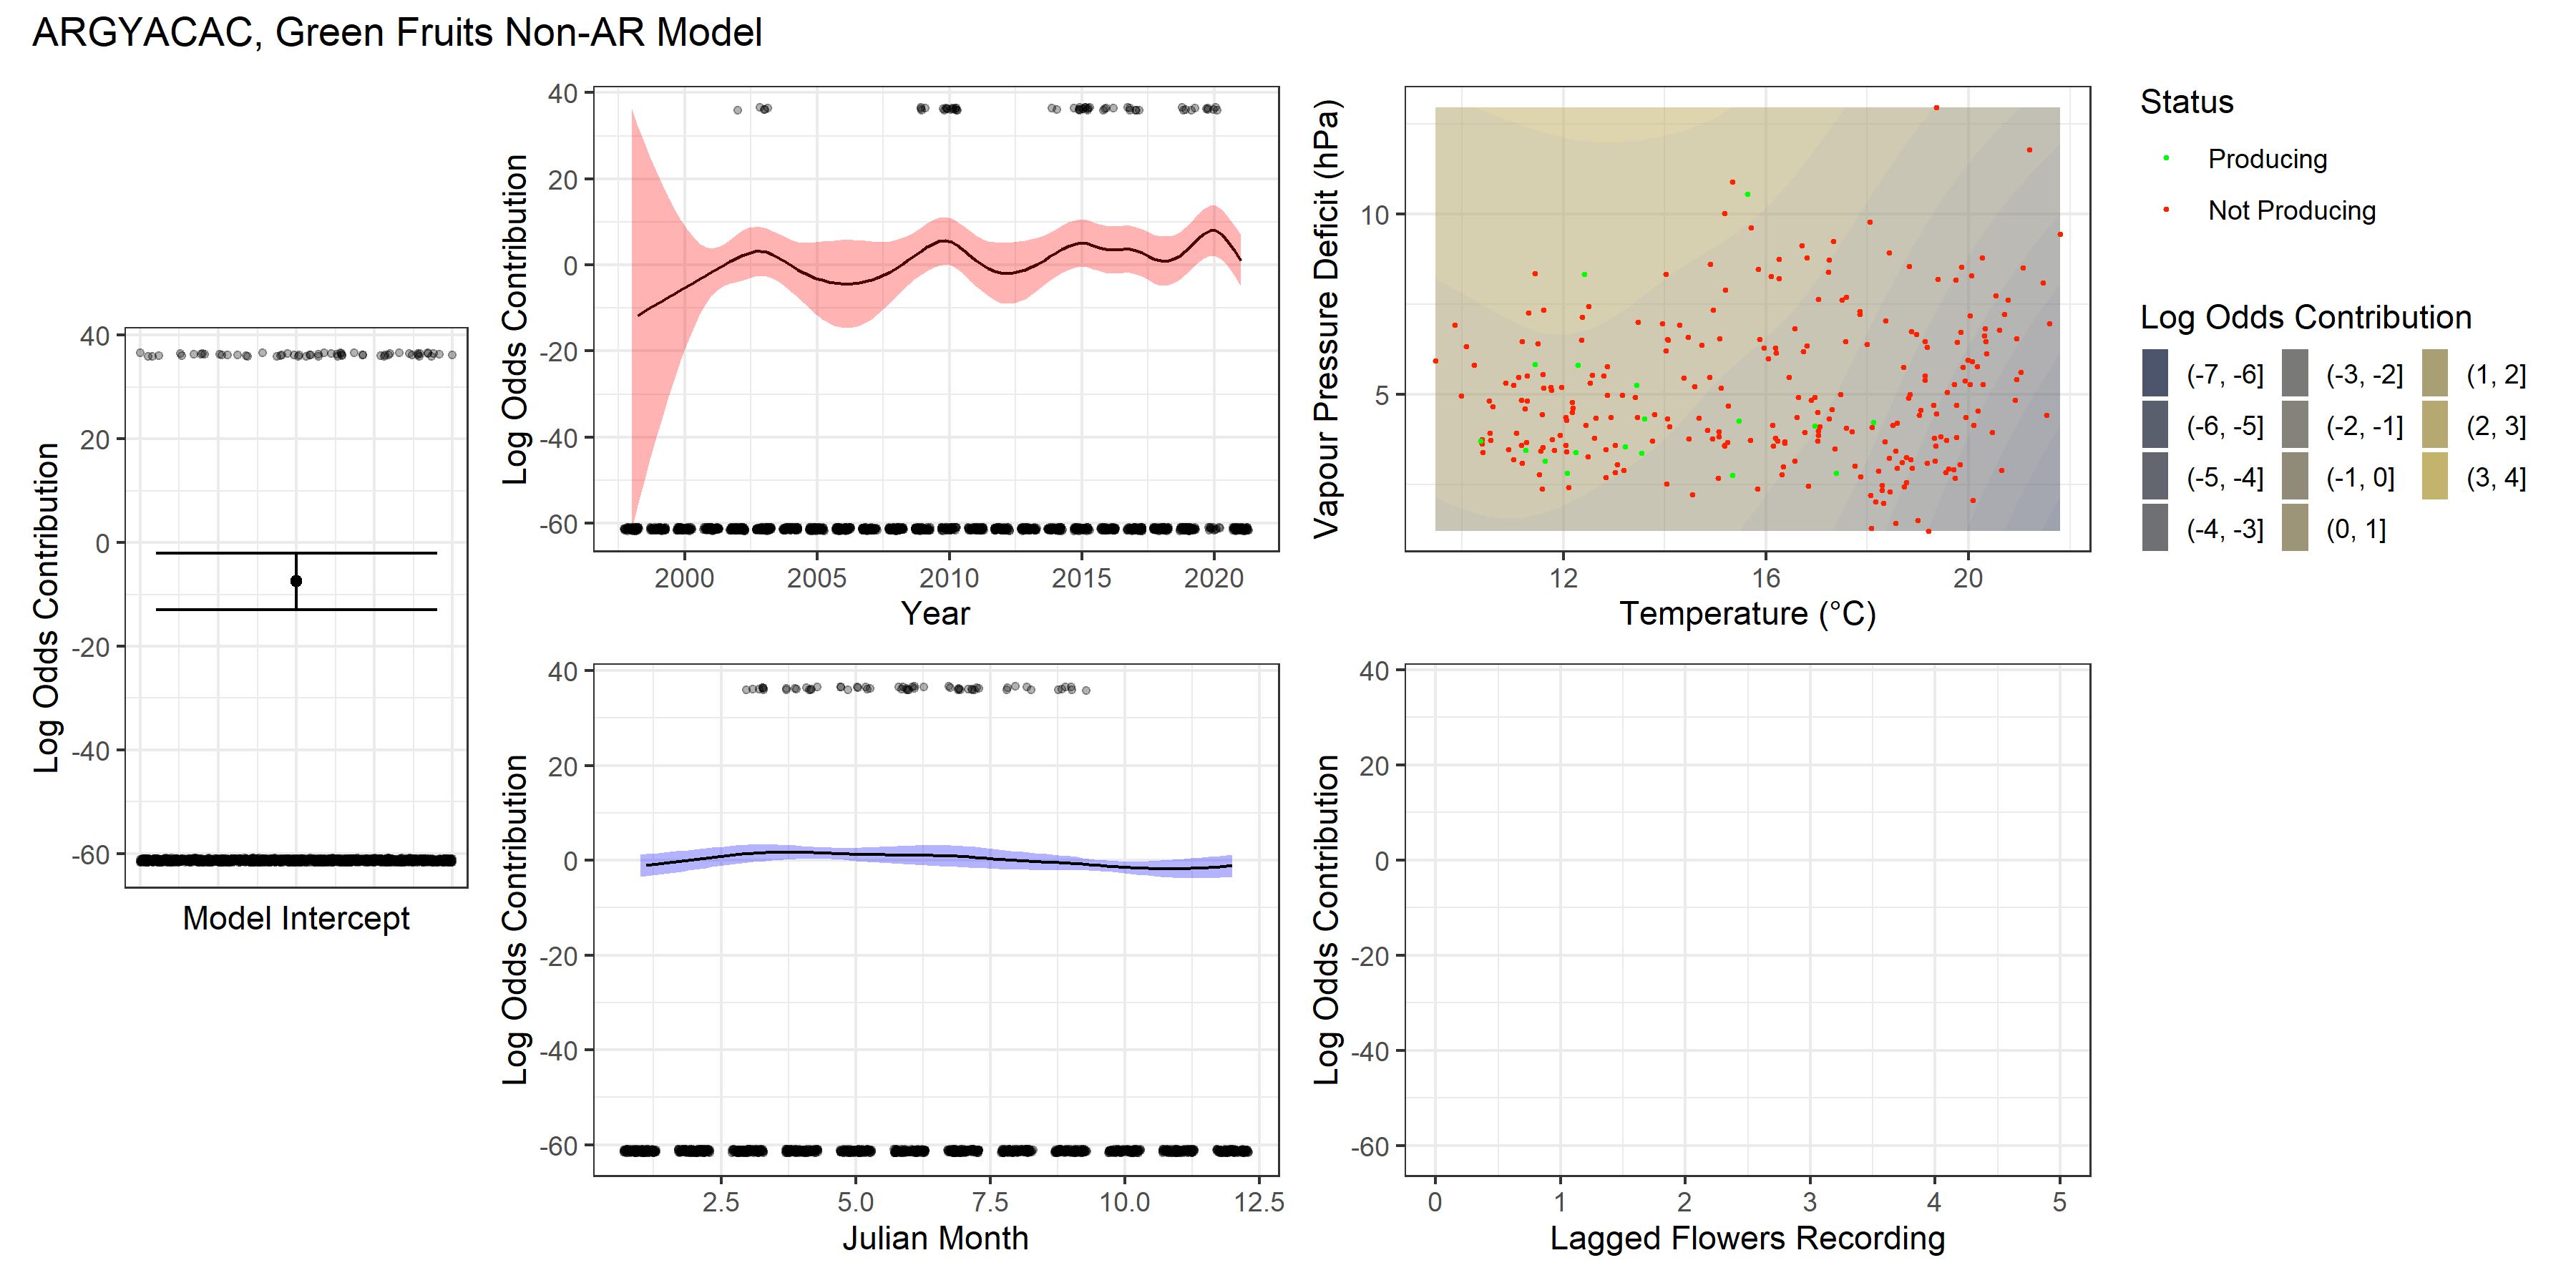 ARGYACAC, Green Fruits Non-AR Model
Log Odds Contribution
40
20
0
-20
-40
-60
Model Intercept
Log Odds Contribution
40
20
0
-20
-40
-60
2000 2005 2010 2015 2020
Year
Vapour Pressure Deficit (hPa)
10
5
12 16 20
Temperature (°C)
Status
Producing
Not Producing
Log Odds Contribution
(-7, -6] (-3, -2] (1, 2]
(-6, -5] (-2, -1] (2, 3]
(-5, -4] (-1, 0] (3, 4]
(-4, -3] (0, 1]
Log Odds Contribution
40
20
0
-20
-40
-60
2.5 5.0 7.5 10.0 12.5
Julian Month
Log Odds Contribution
40
20
0
-20
-40
-60
0 1 2 3 4 5
Lagged Flowers Recording